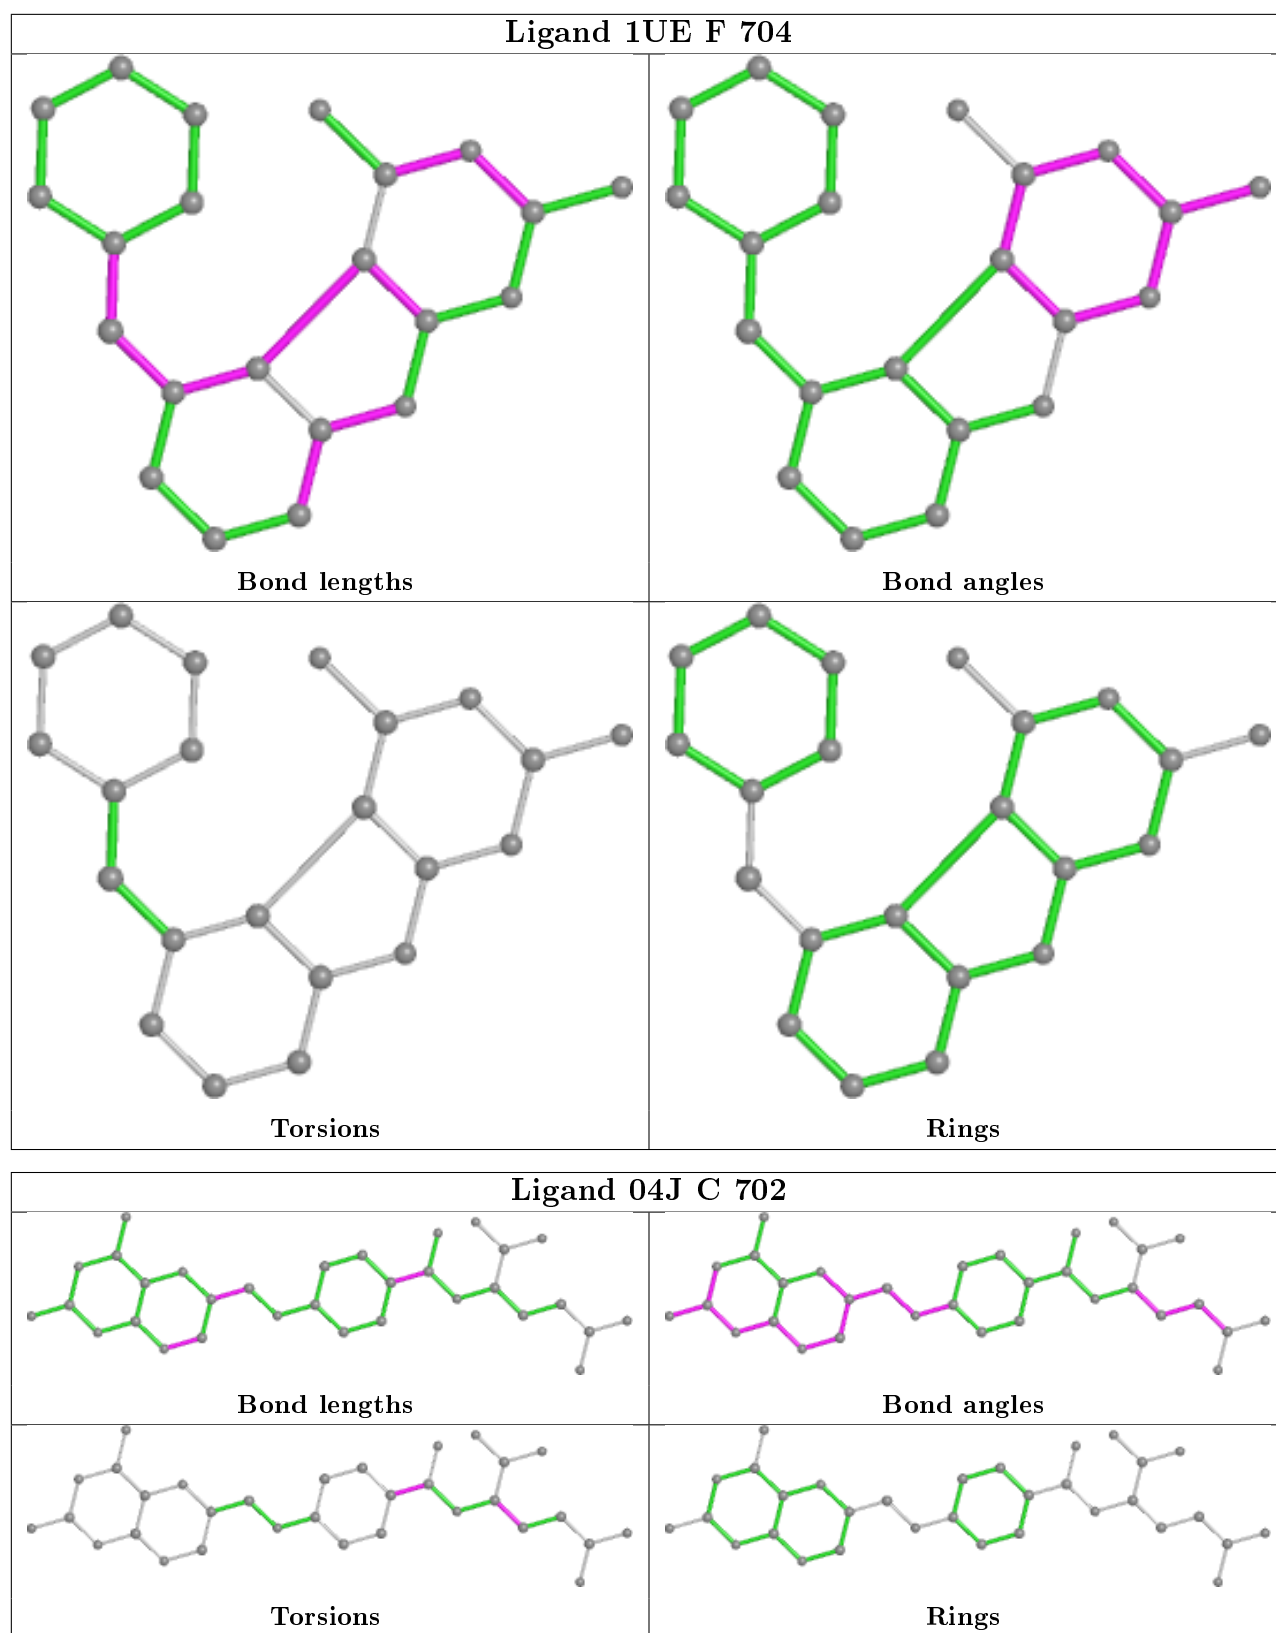 Ligand 1UE F 704
Bond lengths
Bond angles
Torsions
Rings
Ligand 04J C 702
Bond lengths
Bond angles
Torsions
Rings